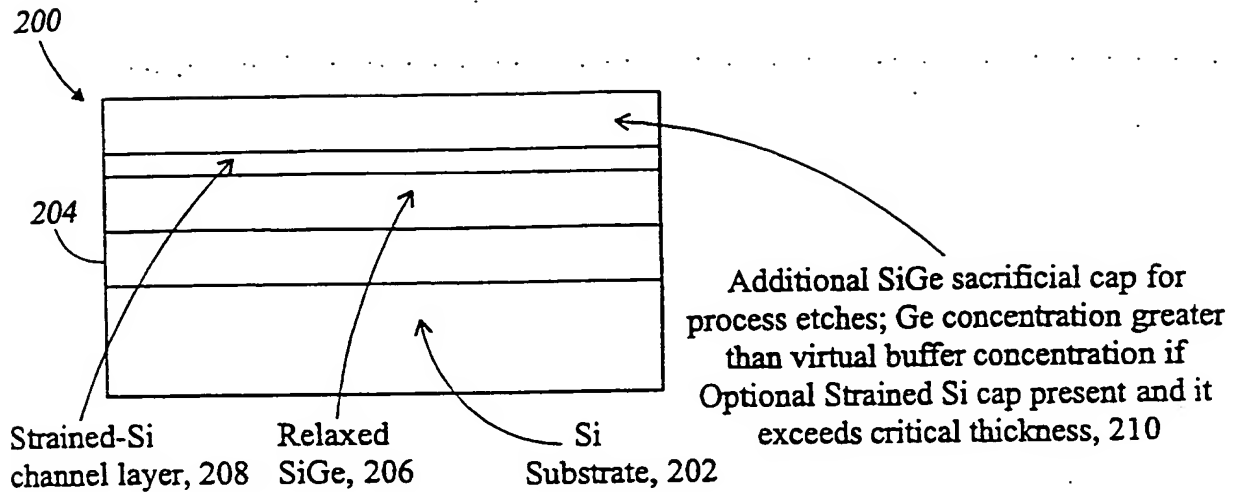 200
204
Additional SiGe sacrificial cap for
process etches; Ge concentration greater
than virtual buffer concentration if
Optional Strained Si cap present and it
exceeds critical thickness, 210
Strained-Si
channel layer, 208
Relaxed
SiGe, 206
Si
Substrate, 202